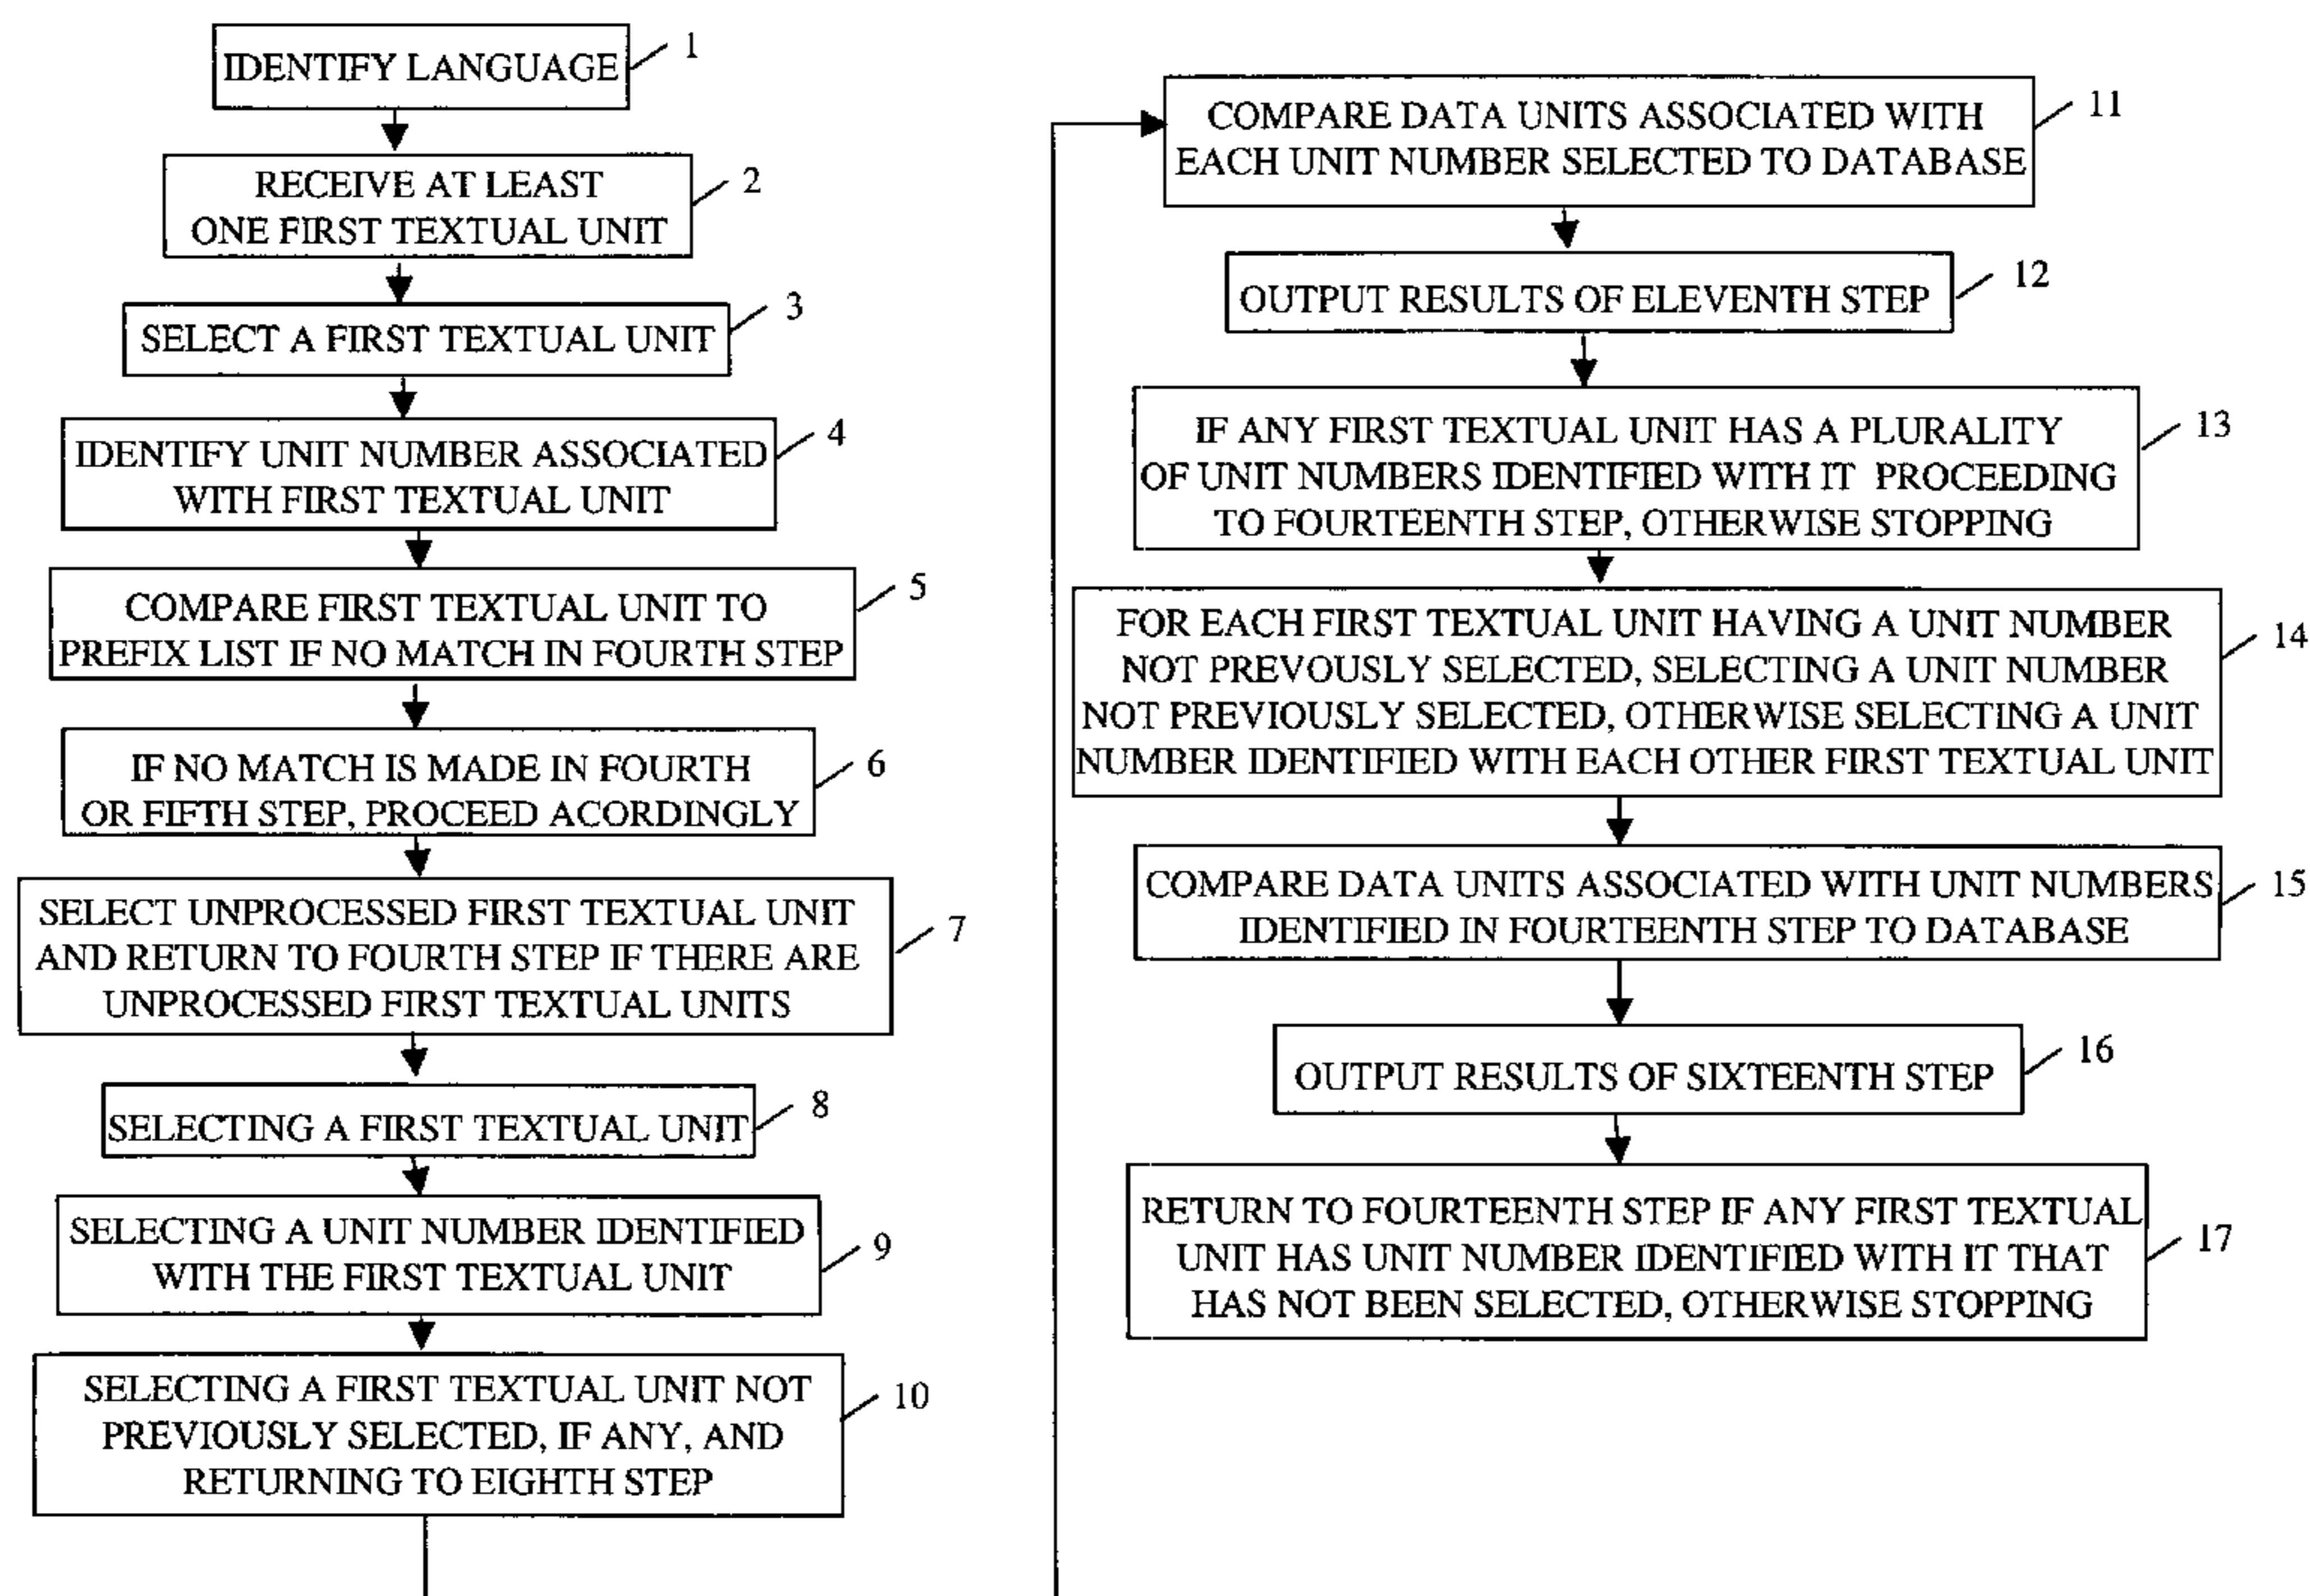 IDENTIFY LANGUAGE
1
RECEIVE AT LEAST
ONE FIRST TEXTUAL UNIT
2
SELECT A FIRST TEXTUAL UNIT
3
IDENTIFY UNIT NUMBER ASSOCIATED
WITH FIRST TEXTUAL UNIT
4
COMPARE FIRST TEXTUAL UNIT TO
PREFIX LIST IF NO MATCH IN FOURTH STEP
5
IF NO MATCH IS MADE IN FOURTH
OR FIFTH STEP, PROCEED ACORDINGLY
6
SELECT UNPROCESSED FIRST TEXTUAL UNIT
AND RETURN TO FOURTH STEP IF THERE ARE
UNPROCESSED FIRST TEXTUAL UNITS
7
SELECTING A FIRST TEXTUAL UNIT
8
SELECTING A UNIT NUMBER IDENTIFIED
WITH THE FIRST TEXTUAL UNIT
9
SELECTING A FIRST TEXTUAL UNIT NOT
PREVIOUSLY SELECTED, IF ANY, AND
RETURNING TO EIGHTH STEP
10
COMPARE DATA UNITS ASSOCIATED WITH
EACH UNIT NUMBER SELECTED TO DATABASE
11
OUTPUT RESULTS OF ELEVENTH STEP
12
IF ANY FIRST TEXTUAL UNIT HAS A PLURALITY
OF UNIT NUMBERS IDENTIFIED WITH IT PROCEEDING
TO FOURTEENTH STEP, OTHERWISE STOPPING
13
FOR EACH FIRST TEXTUAL UNIT HAVING A UNIT NUMBER
NOT PREVOUSLY SELECTED, SELECTING A UNIT NUMBER
NOT PREVIOUSLY SELECTED, OTHERWISE SELECTING A UNIT
NUMBER IDENTIFIED WITH EACH OTHER FIRST TEXTUAL UNIT
14
COMPARE DATA UNITS ASSOCIATED WITH UNIT NUMBERS
IDENTIFIED IN FOURTEENTH STEP TO DATABASE
15
OUTPUT RESULTS OF SIXTEENTH STEP
16
RETURN TO FOURTEENTH STEP IF ANY FIRST TEXTUAL
UNIT HAS UNIT NUMBER IDENTIFIED WITH IT THAT
HAS NOT BEEN SELECTED, OTHERWISE STOPPING
17